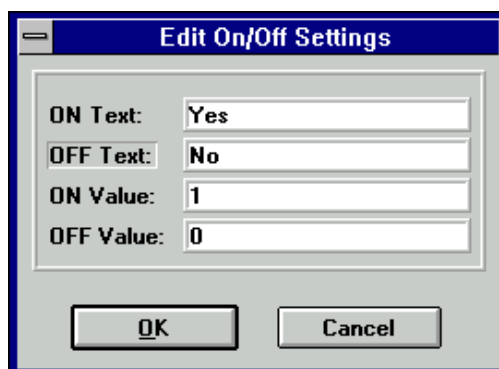 Edit On/Off Settings
ON Text: Yes
OFF Text: No
ON Value: 1
OFF Value: 0
OK Cancel